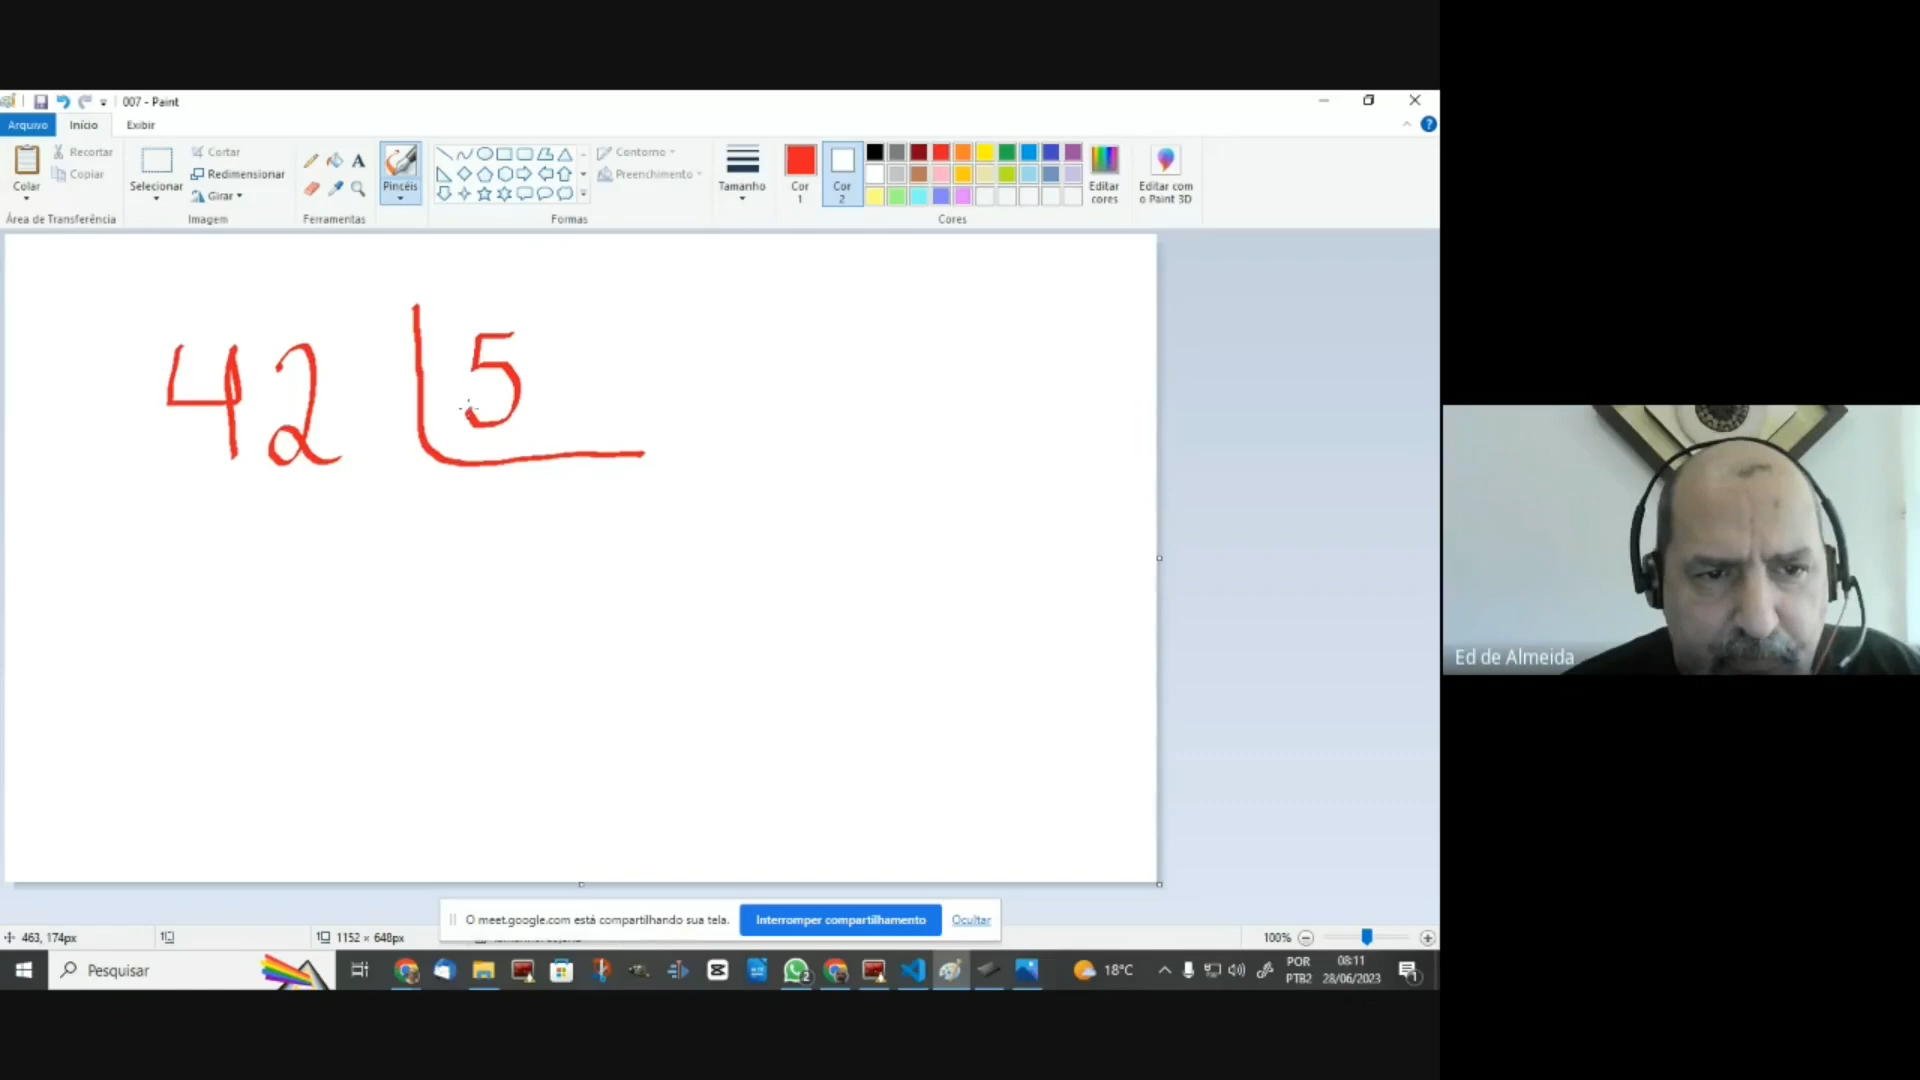 007 - Paint
Arquivo Início Exibir
Colar
Recortar
Copiar
Área de Transferência
Selecionar
Cortar
Redimensionar
Girar
Imagem
A
Ferramentas
Pincéis
Formas
Contorno
Preenchimento
Tamanho
Cor 1
Cor 2
Cores
Editar cores
Editar com o Paint 3D
42 5
Ed de Almeida
O meet.google.com está compartilhando sua tela. Interromper compartilhamento Ocultar
463, 174px 1152 × 648px 100%
Pesquisar 2 18°C POR PTB2 08:11 28/06/2023 1